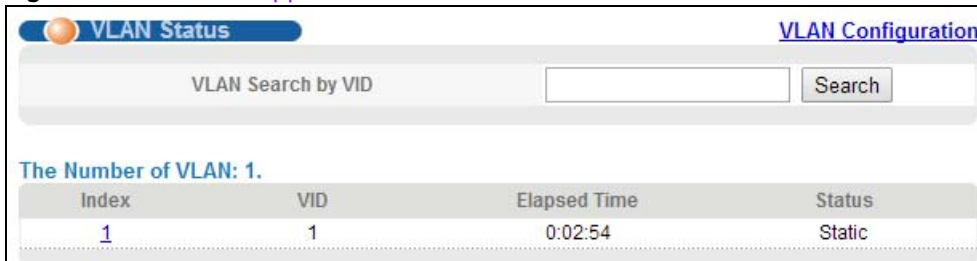 VLAN Status VLAN Configuration
VLAN Search by VID Search
The Number of VLAN: 1.
Index VID Elapsed Time Status
1 1 0:02:54 Static